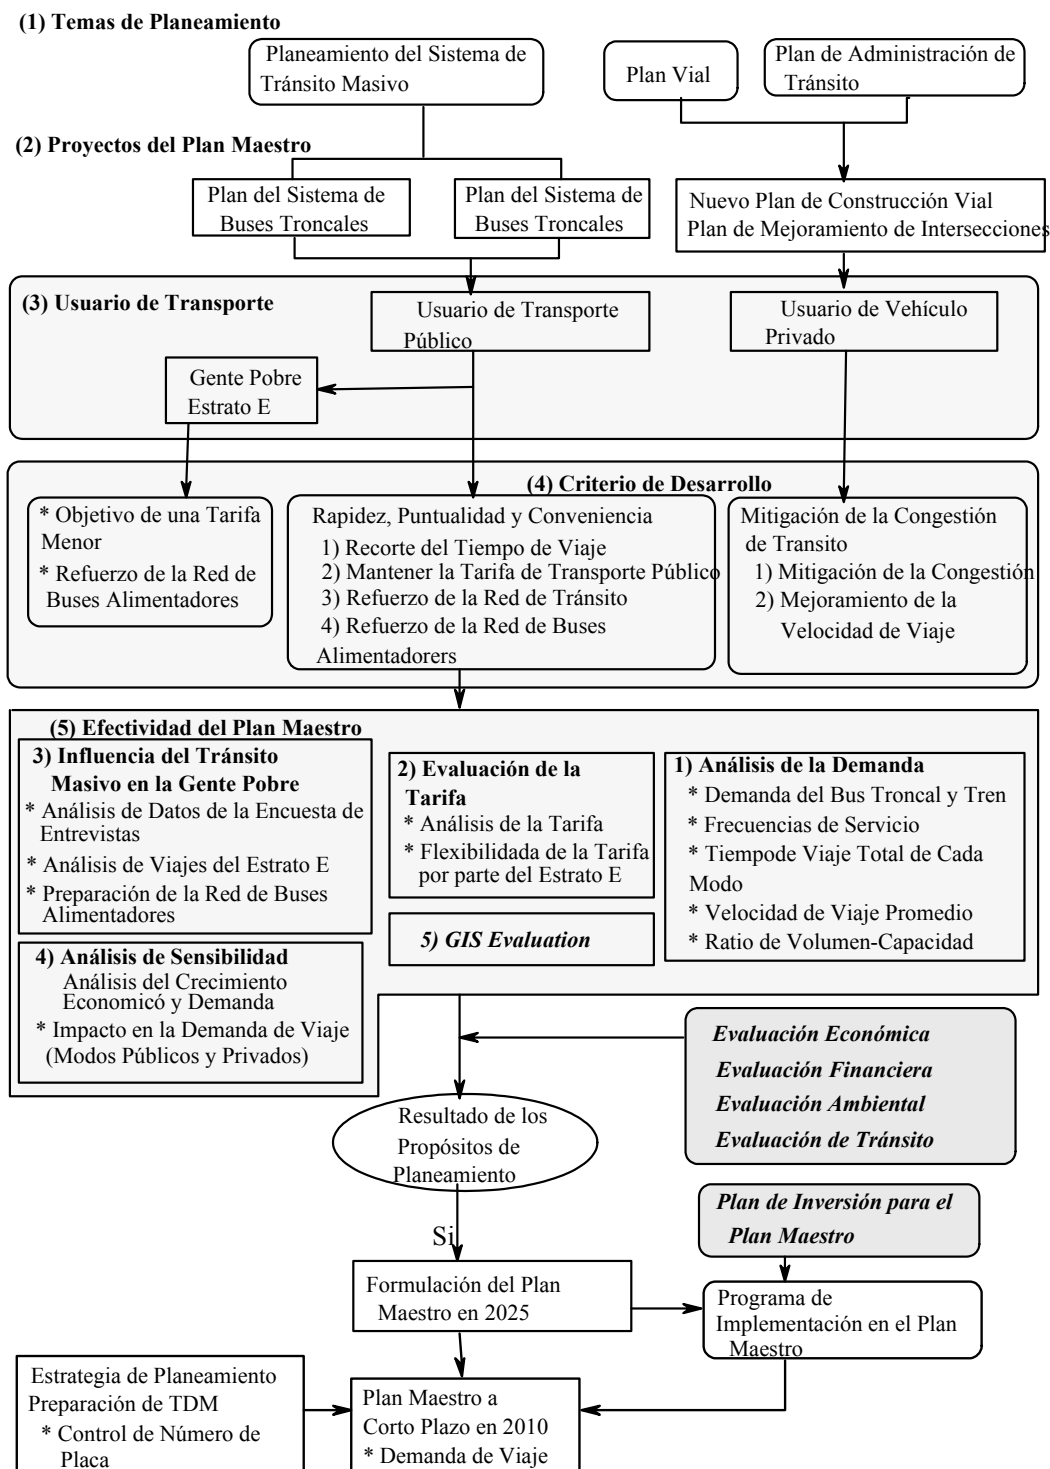 (1) Temas de Planeamiento
Planeamiento del Sistema de
Tránsito Masivo
Plan Vial
Plan de Administración de
Tránsito
(2) Proyectos del Plan Maestro
Plan del Sistema de
Buses Troncales
Plan del Sistema de
Buses Troncales
Nuevo Plan de Construcción Vial
Plan de Mejoramiento de Intersecciones
(3) Usuario de Transporte
Usuario de Transporte
Público
Usuario de Vehículo
Privado
Gente Pobre
Estrato E
(4) Criterio de Desarrollo
* Objetivo de una Tarifa
Menor
* Refuerzo de la Red de
Buses Alimentadores
Rapidez, Puntualidad y Conveniencia
1) Recorte del Tiempo de Viaje
2) Mantener la Tarifa de Transporte Público
3) Refuerzo de la Red de Tránsito
4) Refuerzo de la Red de Buses
Alimentadorers
Mitigación de la Congestión
de Transito
1) Mitigación de la Congestión
2) Mejoramiento de la
Velocidad de Viaje
(5) Efectividad del Plan Maestro
3) Influencia del Tránsito
Masivo en la Gente Pobre
* Análisis de Datos de la Encuesta de
Entrevistas
* Análisis de Viajes del Estrato E
* Preparación de la Red de Buses
Alimentadores
2) Evaluación de la
Tarifa
* Análisis de la Tarifa
* Flexibilidada de la Tarifa
por parte del Estrato E
1) Análisis de la Demanda
* Demanda del Bus Troncal y Tren
* Frecuencias de Servicio
* Tiempode Viaje Total de Cada
Modo
* Velocidad de Viaje Promedio
* Ratio de Volumen-Capacidad
5) GIS Evaluation
4) Análisis de Sensibilidad
Análisis del Crecimiento
Economicó y Demanda
* Impacto en la Demanda de Viaje
(Modos Públicos y Privados)
Evaluación Económica
Evaluación Financiera
Evaluación Ambiental
Evaluación de Tránsito
Resultado de los
Propósitos de
Planeamiento
Plan de Inversión para el
Plan Maestro
Si
Formulación del Plan
Maestro en 2025
Programa de
Implementación en el Plan
Maestro
Estrategia de Planeamiento
Preparación de TDM
* Control de Número de
Placa
Plan Maestro a
Corto Plazo en 2010
* Demanda de Viaje